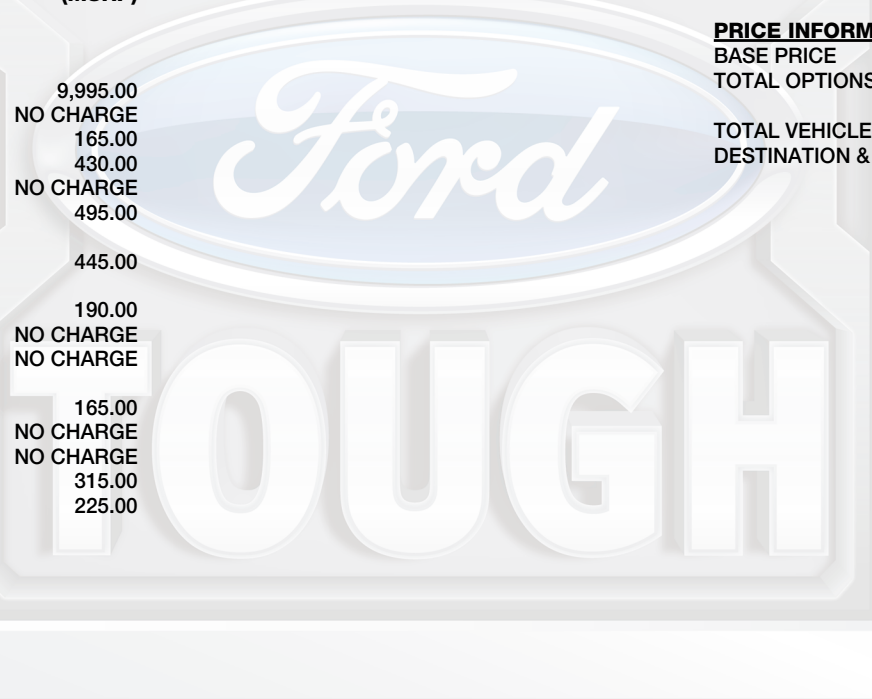 9,995.00
NO CHARGE
165.00
430.00
NO CHARGE
495.00
445.00
190.00
NO CHARGE
NO CHARGE
165.00
NO CHARGE
NO CHARGE
315.00
225.00
PRICE INFORM
BASE PRICE
TOTAL OPTIONS
TOTAL VEHICLE
DESTINATION &
Ford
TOUGH